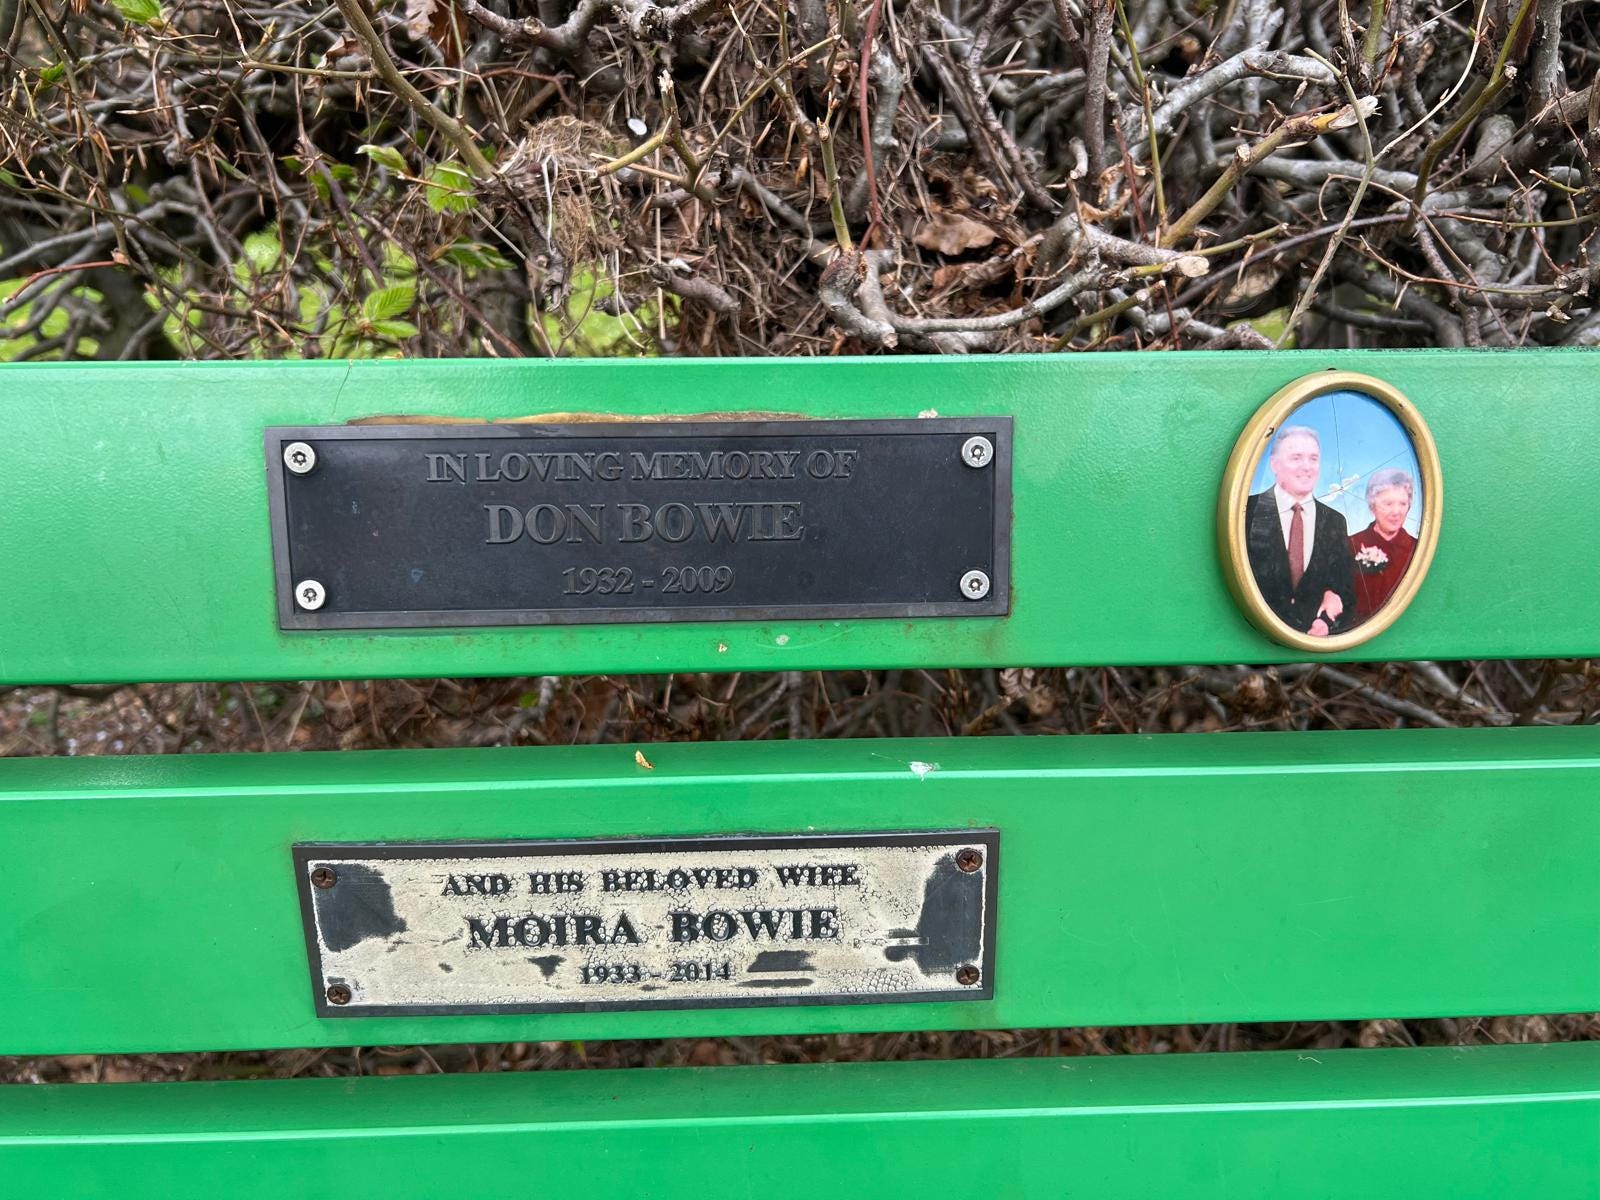 IN LOVING MEMORY OF
DON BOWIE
1932 - 2009
AND HIS BELOVED WIFE
MOIRA BOWIE
1933 - 2014